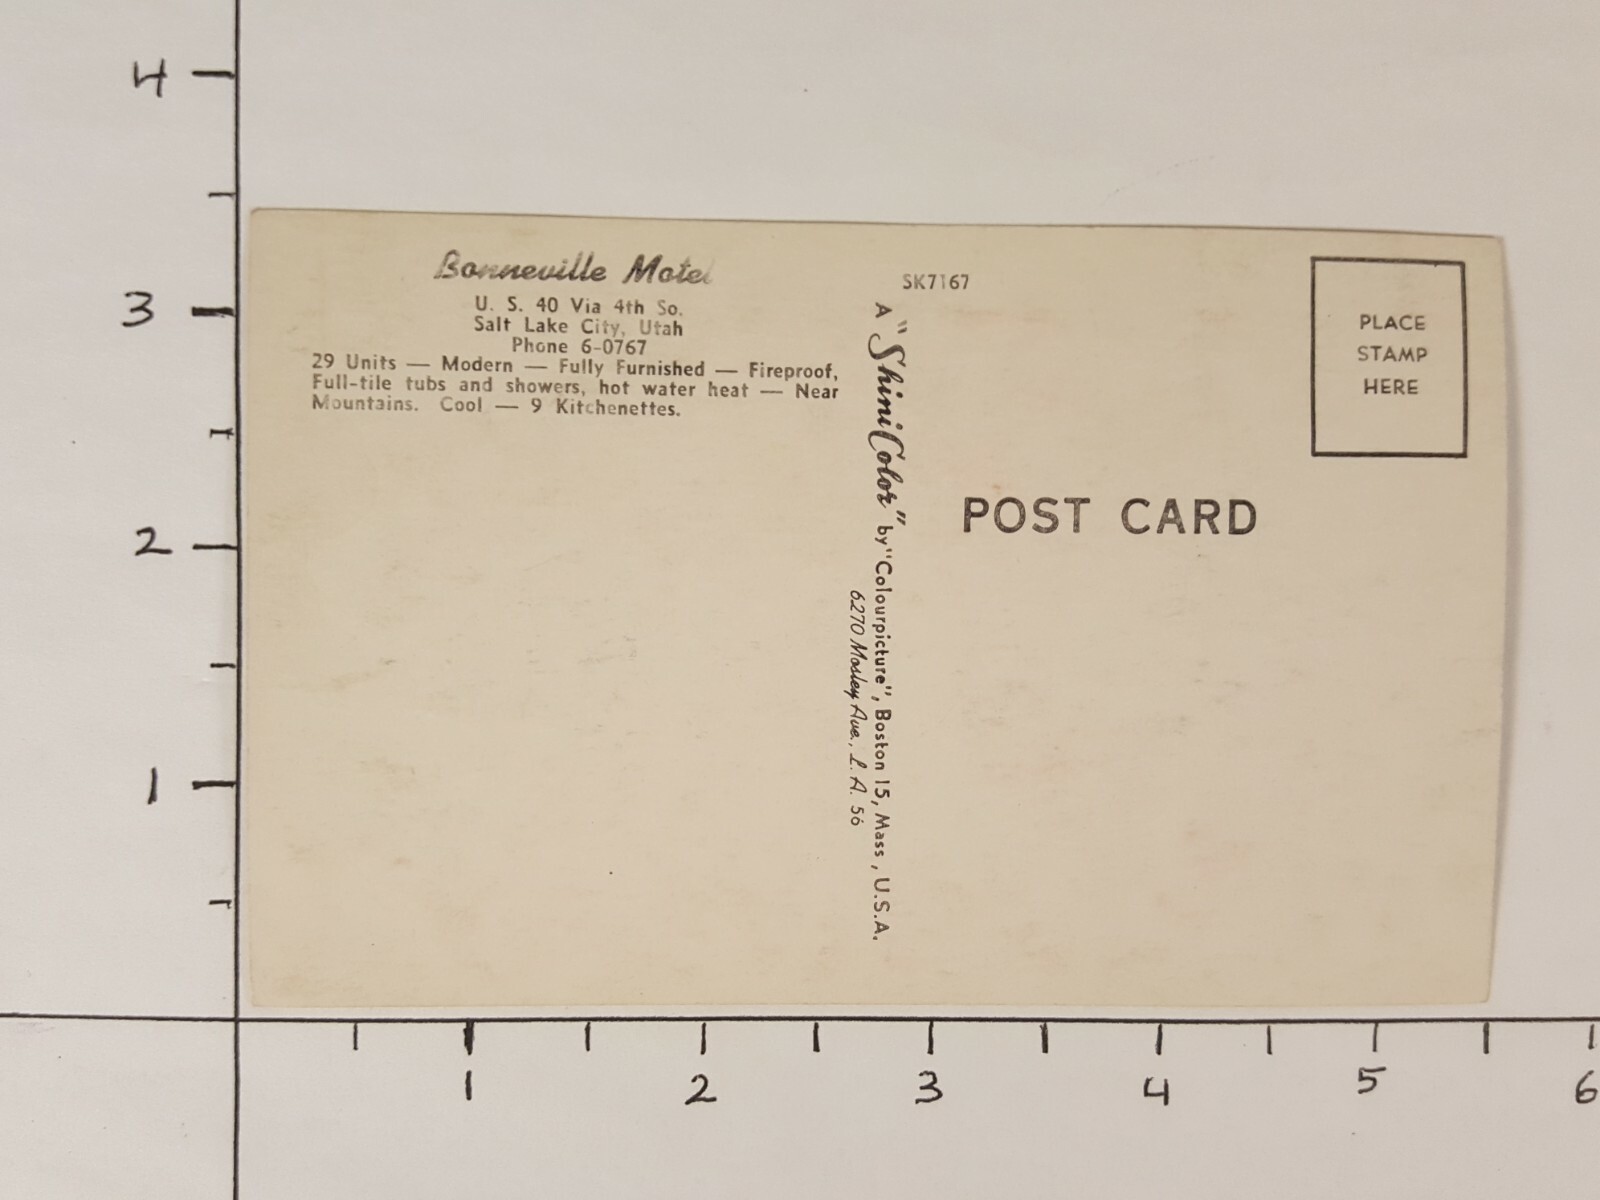 4
3
2
1
Bonneville Motel
U. S. 40 Via 4th So.
Salt Lake City, Utah
Phone 6-0767
29 Units — Modern — Fully Furnished — Fireproof,
Full-tile tubs and showers, hot water heat — Near
Mountains. Cool — 9 Kitchenettes.
SK7167
A "ShiniColor" by "Colourpicture", Boston 15, Mass., U.S.A.
6270 Mosley Ave., L. A. 56
POST CARD
PLACE
STAMP
HERE
1 2 3 4 5 6